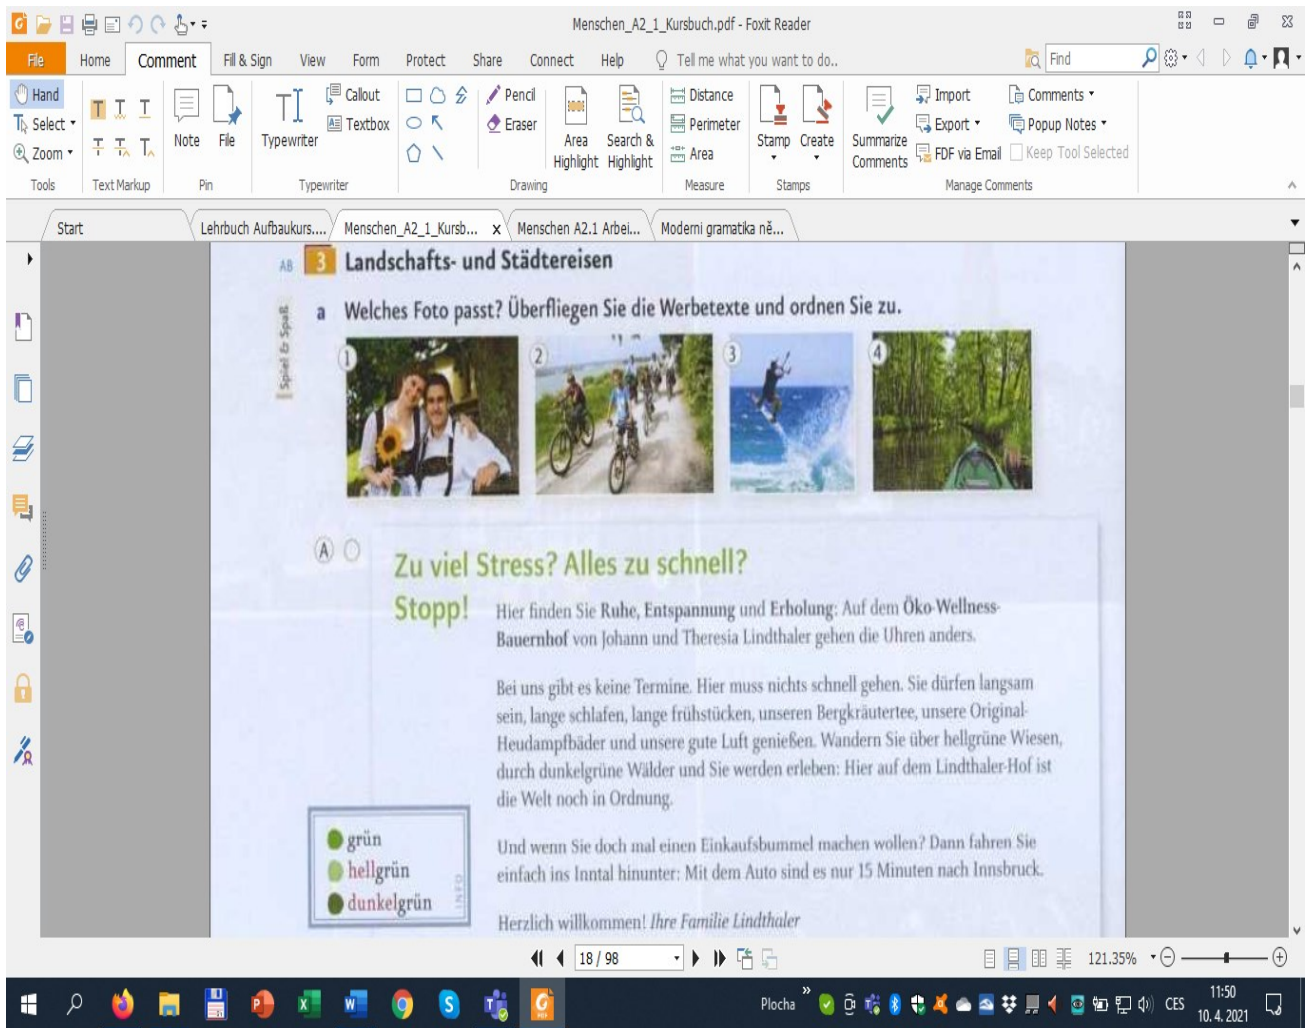 Menschen_A2_1_Kursbuch.pdf - Foxit Reader
File Home Comment Fill & Sign View Form Protect Share Connect Help Tell me what you want to do.. Find
Hand
Select
Zoom
Tools
Text Markup
Note File
Pin
Typewriter
Callout
Textbox
Typewriter
Pencil
Eraser
Area Highlight
Search & Highlight
Drawing
Distance
Perimeter
Area
Measure
Stamp Create
Stamps
Summarize Comments
Import
Export
FDF via Email
Comments
Popup Notes
Keep Tool Selected
Manage Comments
Start Lehrbuch Aufbaukurs.... Menschen_A2_1_Kursb... x Menschen A2.1 Arbei... Moderni gramatika ně...
AB 3 Landschafts- und Städtereisen
Spiel & Spaß
a Welches Foto passt? Überfliegen Sie die Werbetexte und ordnen Sie zu.
1 2 3 4
A Zu viel Stress? Alles zu schnell?
Stopp! Hier finden Sie Ruhe, Entspannung und Erholung: Auf dem Öko-Wellness-
Bauernhof von Johann und Theresia Lindthaler gehen die Uhren anders.
Bei uns gibt es keine Termine. Hier muss nichts schnell gehen. Sie dürfen langsam
sein, lange schlafen, lange frühstücken, unseren Bergkräutertee, unsere Original-
Heudampfbäder und unsere gute Luft genießen. Wandern Sie über hellgrüne Wiesen,
durch dunkelgrüne Wälder und Sie werden erleben: Hier auf dem Lindthaler-Hof ist
die Welt noch in Ordnung.
Und wenn Sie doch mal einen Einkaufsbummel machen wollen? Dann fahren Sie
einfach ins Inntal hinunter: Mit dem Auto sind es nur 15 Minuten nach Innsbruck.
Herzlich willkommen! Ihre Familie Lindthaler
grün
hellgrün
dunkelgrün
INFO
18 / 98
121.35%
Plocha
CES
11:50
10. 4. 2021